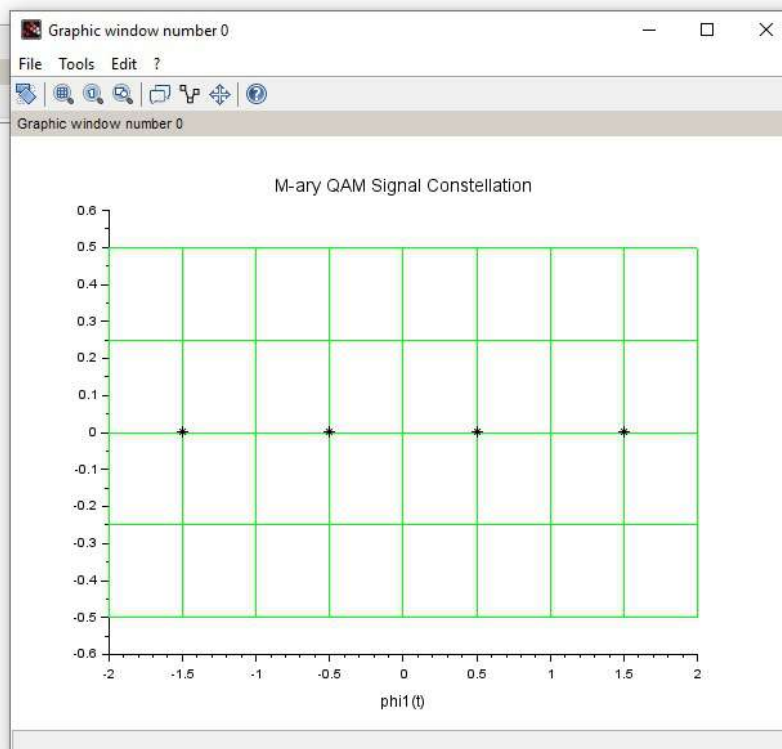 Graphic window number 0
File Tools Edit ?
Graphic window number 0
M-ary QAM Signal Constellation
0.6
0.5
0.4
0.3
0.2
0.1
0
-0.1
-0.2
-0.3
-0.4
-0.5
-0.6
-2 -1.5 -1 -0.5 0 0.5 1 1.5 2
phi1(t)